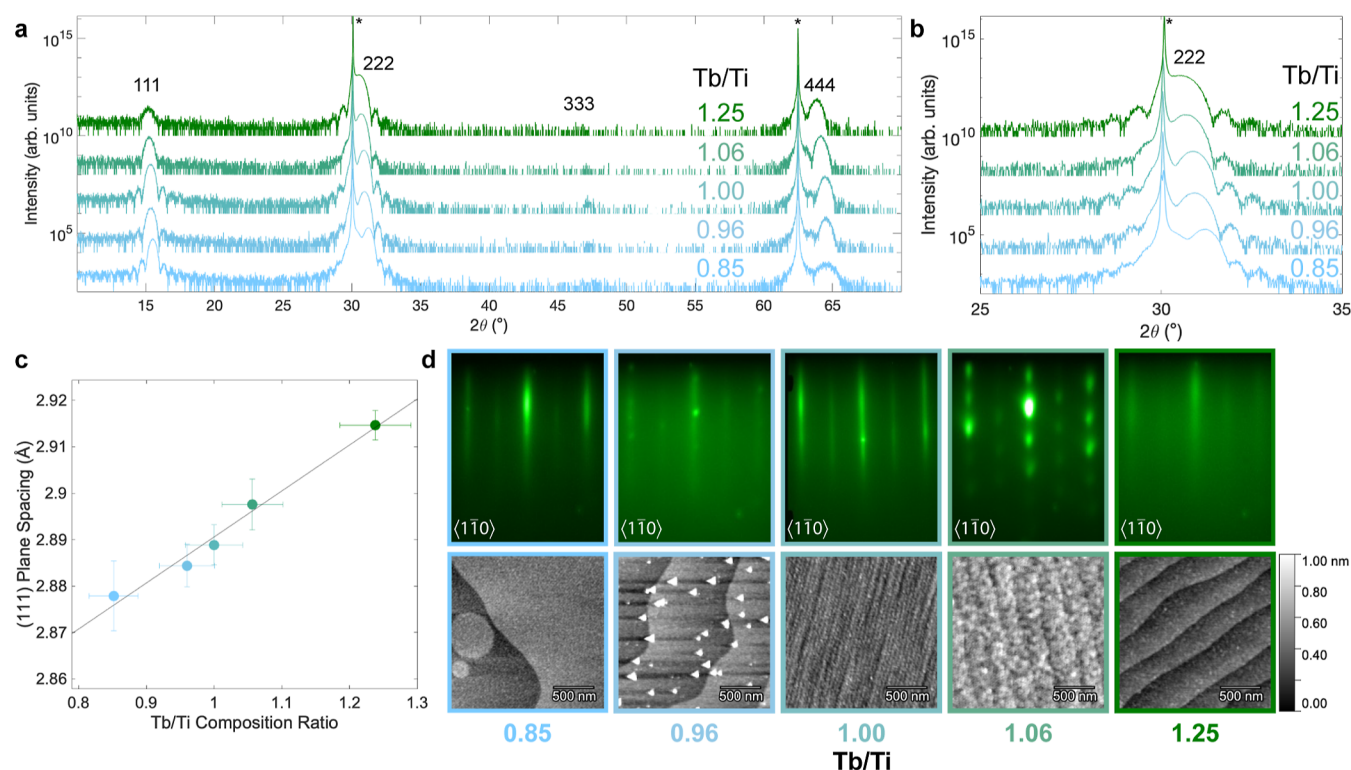 a
Intensity (arb. units)
10^15
10^10
10^5
111
*
222
333
*
444
Tb/Ti
1.25
1.06
1.00
0.96
0.85
15 20 25 30 35 40 45 50 55 60 65
2θ (°)
b
Intensity (arb. units)
10^15
10^10
10^5
*
222
Tb/Ti
1.25
1.06
1.00
0.96
0.85
25 30 35
2θ (°)
c
(111) Plane Spacing (Å)
2.92
2.91
2.9
2.89
2.88
2.87
2.86
0.8 0.9 1 1.1 1.2 1.3
Tb/Ti Composition Ratio
d
⟨11̄0⟩ ⟨11̄0⟩ ⟨11̄0⟩ ⟨11̄0⟩ ⟨11̄0⟩
500 nm 500 nm 500 nm 500 nm 500 nm
1.00 nm
0.80
0.60
0.40
0.20
0.00
0.85 0.96 1.00 1.06 1.25
Tb/Ti